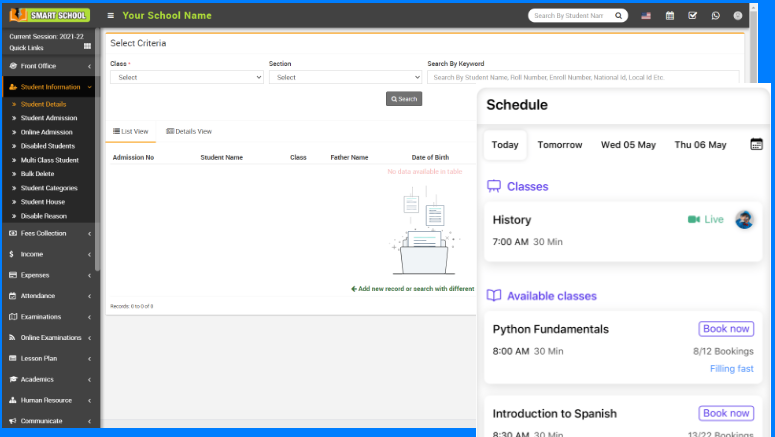 SMART SCHOOL
Your School Name
Search By Student Nam
Current Session: 2021-22
Quick Links
Front Office
Student Information
Student Details
Student Admission
Online Admission
Disabled Students
Multi Class Student
Bulk Delete
Student Categories
Student House
Disable Reason
Fees Collection
Income
Expenses
Attendance
Examinations
Online Examinations
Lesson Plan
Academics
Human Resource
Communicate
Select Criteria
Class *
Section
Search By Keyword
Select
Select
Search By Student Name, Roll Number, Enroll Number, National Id, Local Id Etc.
Search
List View
Details View
Admission No Student Name Class Father Name Date of Birth
No data available in table
Add new record or search with different
Records: 0 to 0 of 0
Schedule
Today Tomorrow Wed 05 May Thu 06 May
Classes
History Live
7:00 AM 30 Min
Available classes
Python Fundamentals Book now
8:00 AM 30 Min 8/12 Bookings
Filling fast
Introduction to Spanish Book now
8:30 AM 30 Min 13/22 Bookings